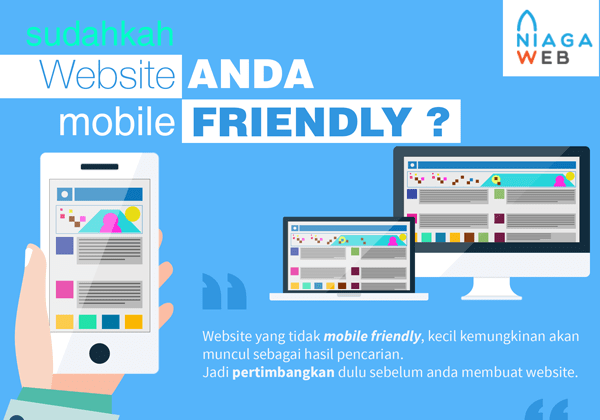 sudahkah
Website ANDA
mobile FRIENDLY ?
NIAGA
WEB
Website yang tidak mobile friendly, kecil kemungkinan akan
muncul sebagai hasil pencarian.
Jadi pertimbangkan dulu sebelum anda membuat website.